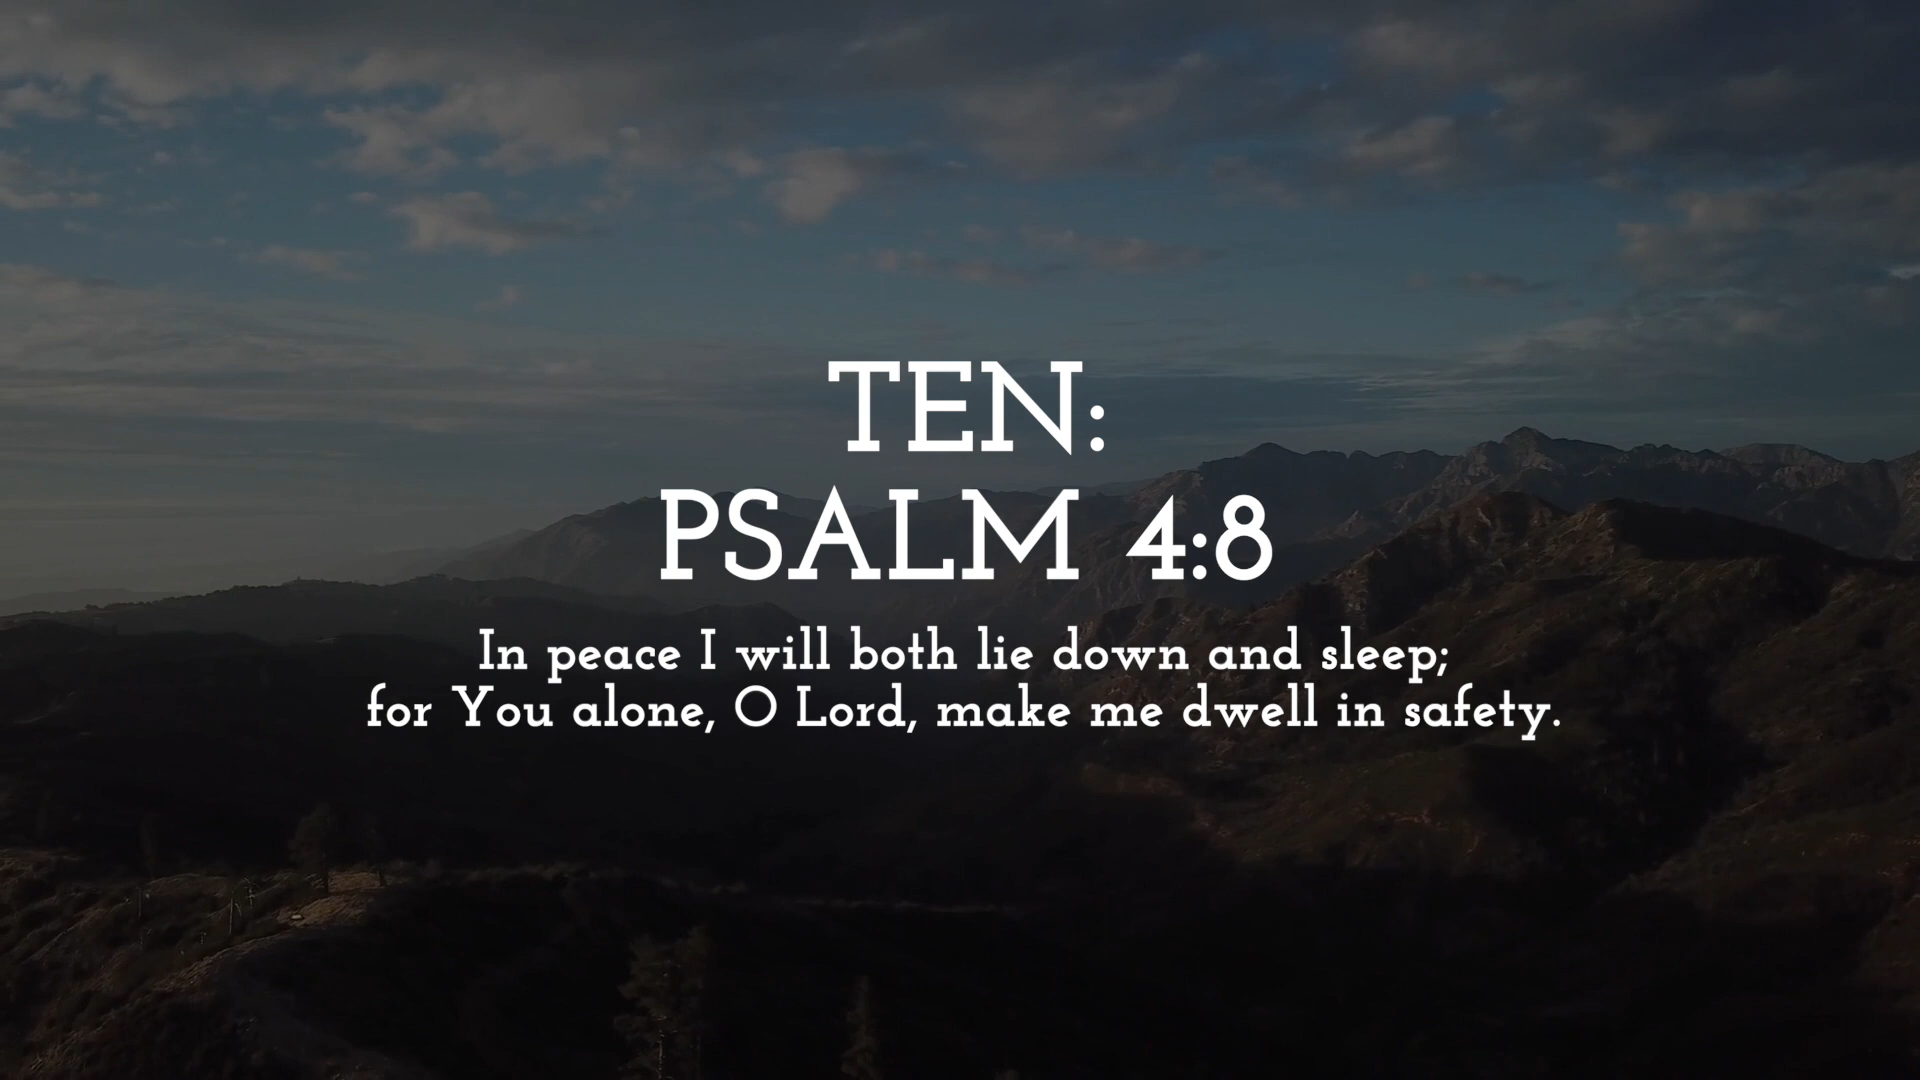 TEN:
PSALM 4:8
In peace I will both lie down and sleep;
for You alone, O Lord, make me dwell in safety.